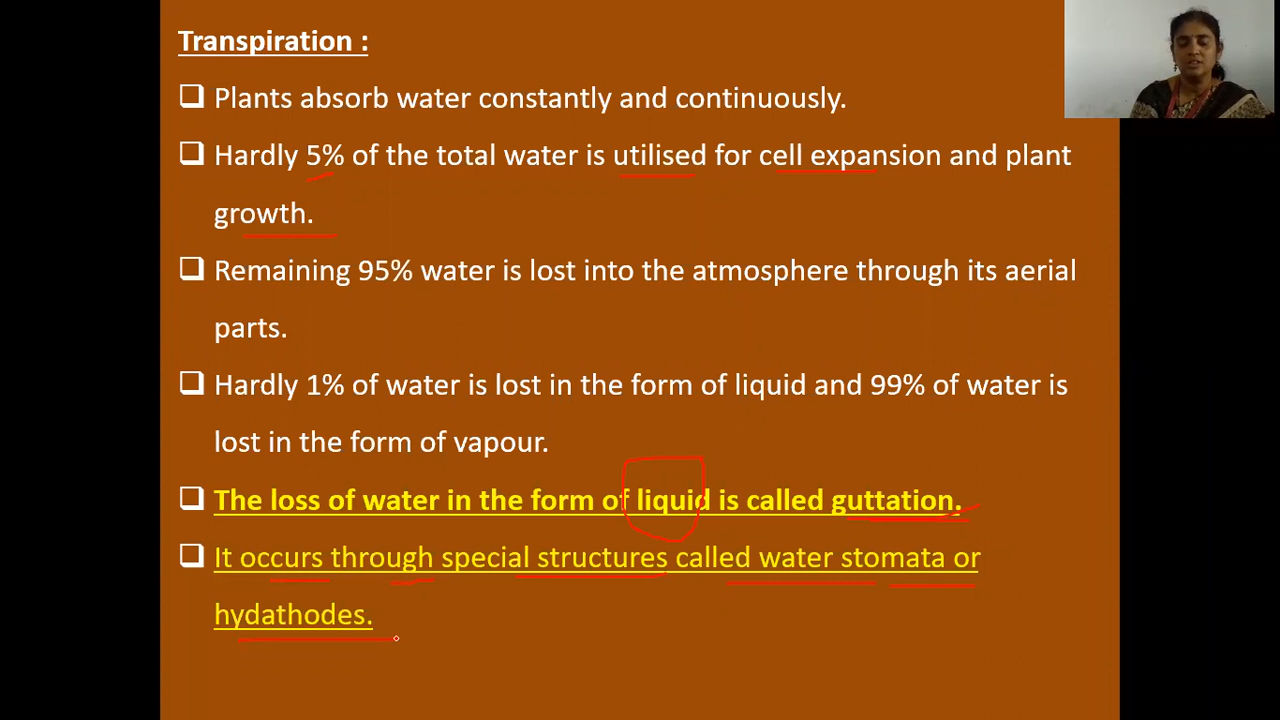 Transpiration :
❑ Plants absorb water constantly and continuously.
❑ Hardly 5% of the total water is utilised for cell expansion and plant
growth.
❑ Remaining 95% water is lost into the atmosphere through its aerial
parts.
❑ Hardly 1% of water is lost in the form of liquid and 99% of water is
lost in the form of vapour.
❑ The loss of water in the form of liquid is called guttation.
❑ It occurs through special structures called water stomata or
hydathodes.